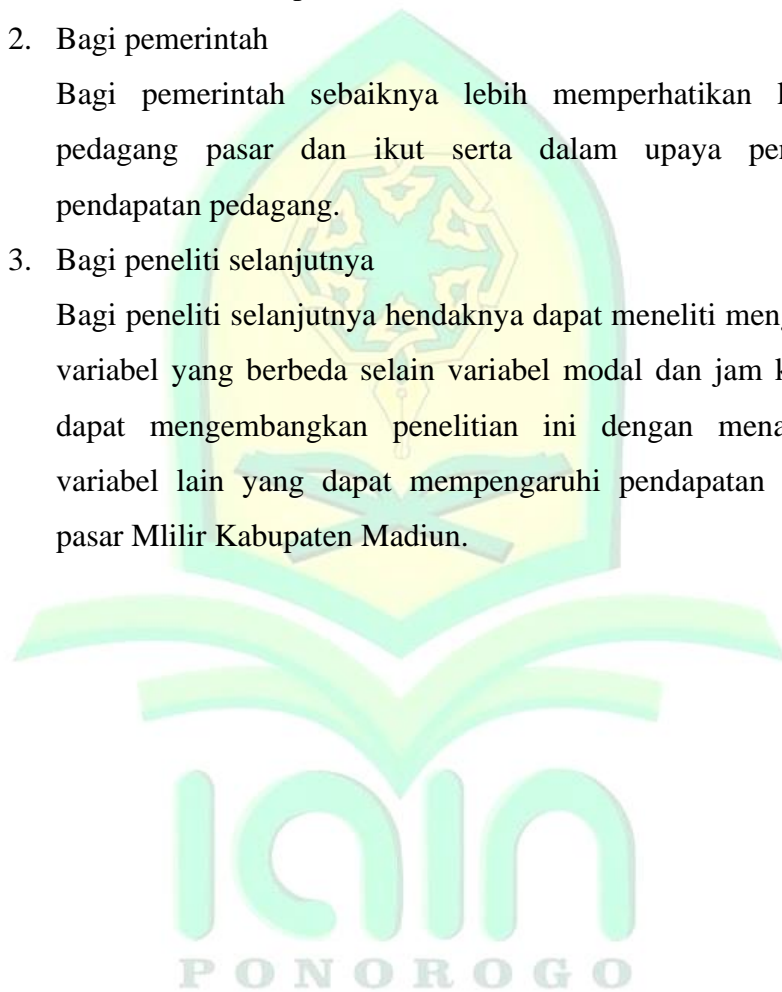 2. Bagi pemerintah
Bagi pemerintah sebaiknya lebih memperhatikan
pedagang pasar dan ikut serta dalam upaya
pendapatan pedagang.
3. Bagi peneliti selanjutnya
Bagi peneliti selanjutnya hendaknya dapat meneliti
variabel yang berbeda selain variabel modal dan jam
dapat mengembangkan penelitian ini dengan
variabel lain yang dapat mempengaruhi pendapatan
pasar Mlilir Kabupaten Madiun.
iain
PONOROGO